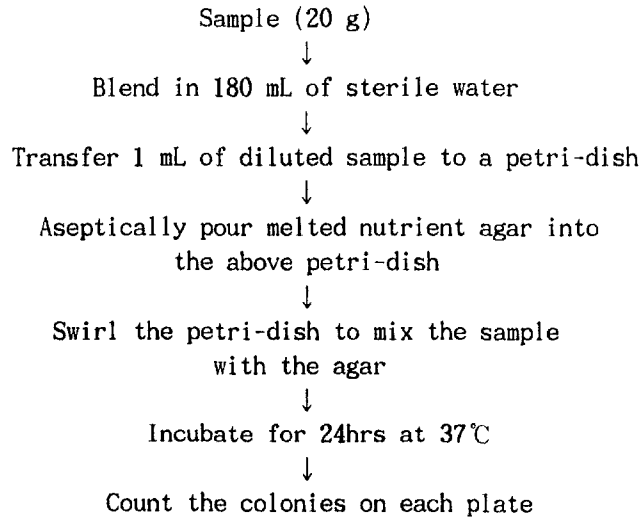 Sample (20 g)
↓
Blend in 180 mL of sterile water
↓
Transfer 1 mL of diluted sample to a petri-dish
↓
Aseptically pour melted nutrient agar into
the above petri-dish
↓
Swirl the petri-dish to mix the sample
with the agar
↓
Incubate for 24hrs at 37℃
↓
Count the colonies on each plate